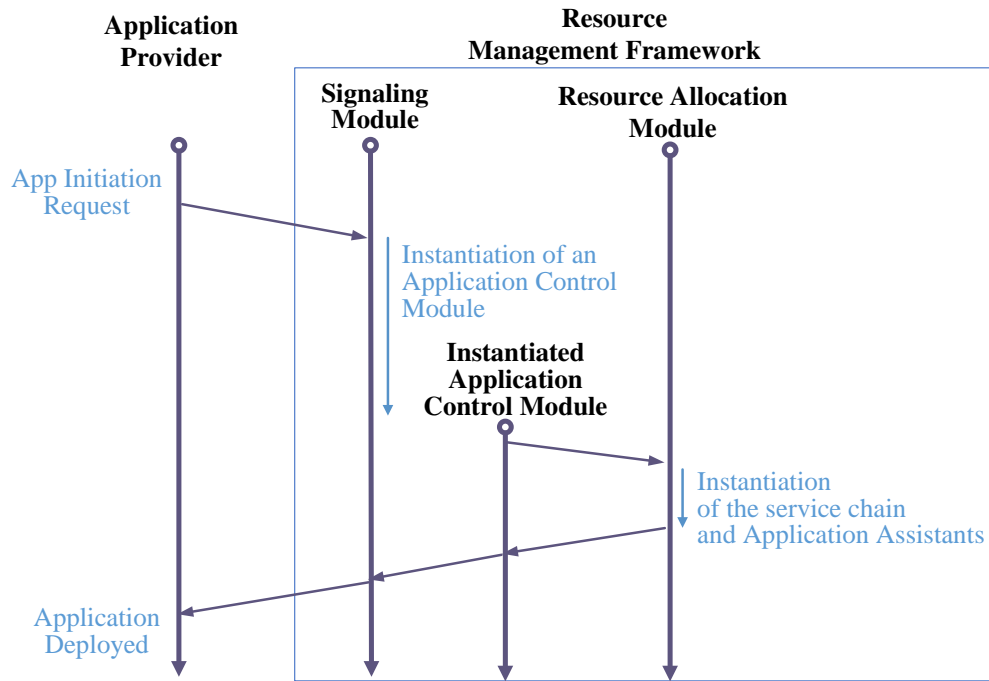 Application
Provider
Resource
Management Framework
Signaling
Module
Resource Allocation
Module
App Initiation
Request
Instantiation of an
Application Control
Module
Instantiated
Application
Control Module
Instantiation
of the service chain
and Application Assistants
Application
Deployed